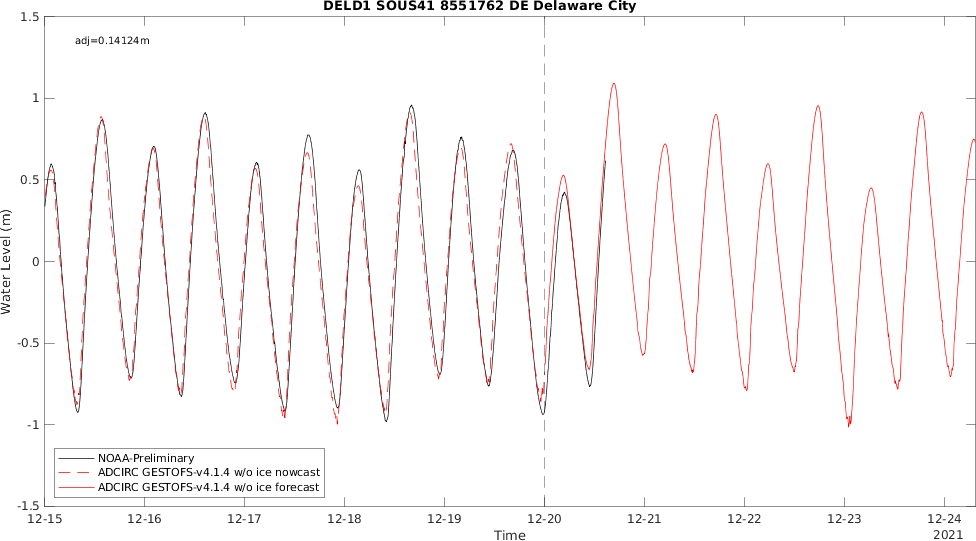 DELD1 SOUS41 8551762 DE Delaware City
adj=0.14124m
1.5
1
0.5
0
-0.5
-1
-1.5
Water Level (m)
NOAA-Preliminary
ADCIRC GESTOFS-v4.1.4 w/o ice nowcast
ADCIRC GESTOFS-v4.1.4 w/o ice forecast
12-15 12-16 12-17 12-18 12-19 12-20 12-21 12-22 12-23 12-24
Time
2021